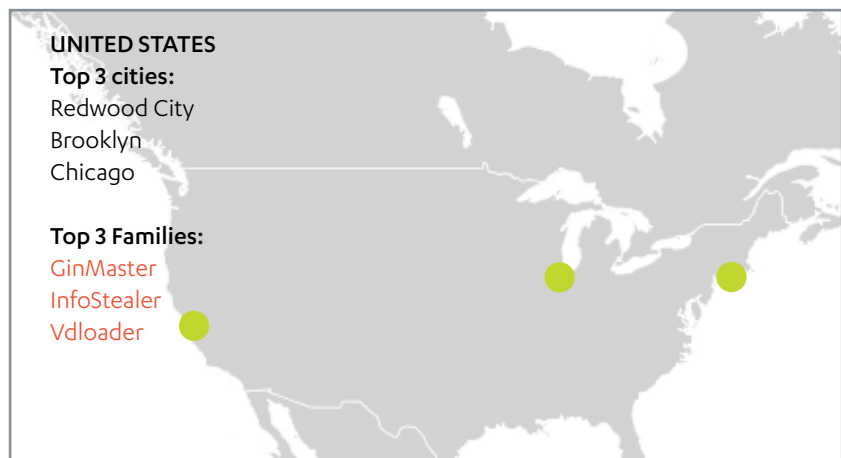 UNITED STATES
Top 3 cities:
Redwood City
Brooklyn
Chicago
Top 3 Families:
GinMaster
InfoStealer
Vdloader